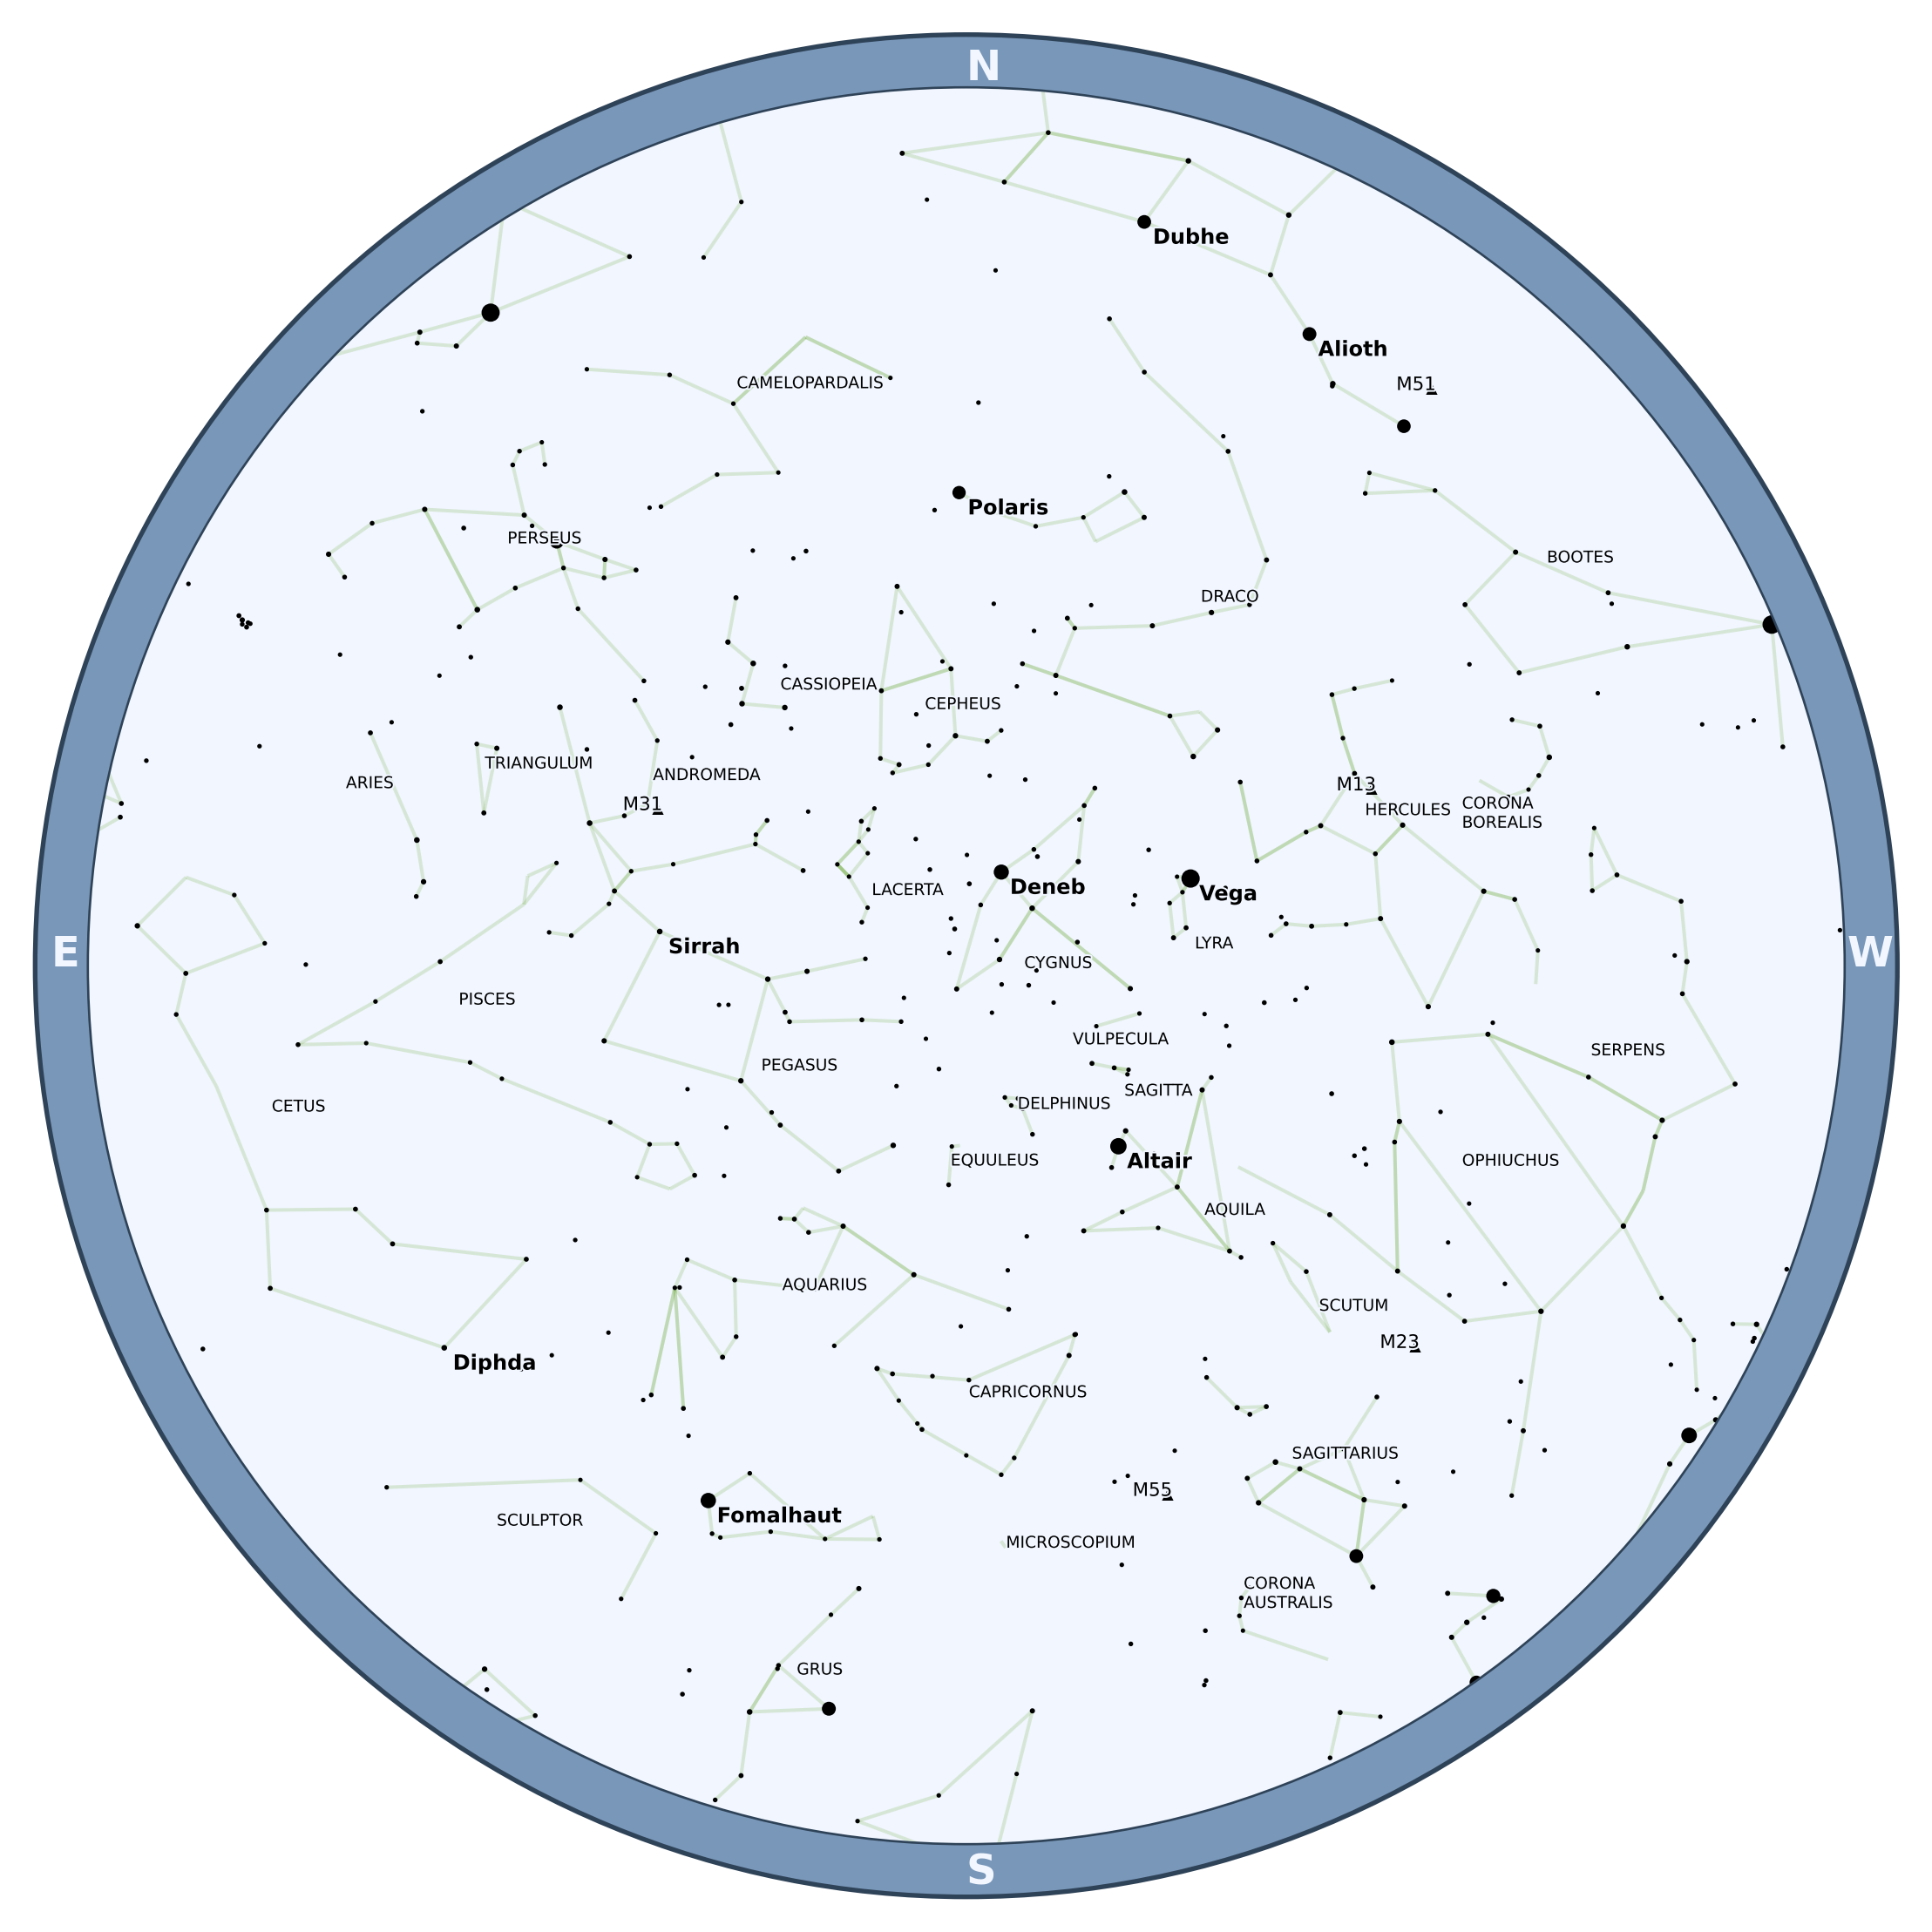 N
Dubhe
Alioth
CAMELOPARDALIS
M51
Polaris
PERSEUS
BOOTES
DRACO
CASSIOPEIA
CEPHEUS
TRIANGULUM
ANDROMEDA
ARIES
M31
M13
HERCULES
CORONA
BOREALIS
LACERTA
Deneb
Vega
Sirrah
LYRA
E
W
CYGNUS
PISCES
VULPECULA
SERPENS
PEGASUS
SAGITTA
CETUS
DELPHINUS
EQUULEUS
Altair
OPHIUCHUS
AQUILA
AQUARIUS
SCUTUM
M23
Diphda
CAPRICORNUS
SAGITTARIUS
M55
Fomalhaut
SCULPTOR
MICROSCOPIUM
CORONA
AUSTRALIS
GRUS
S